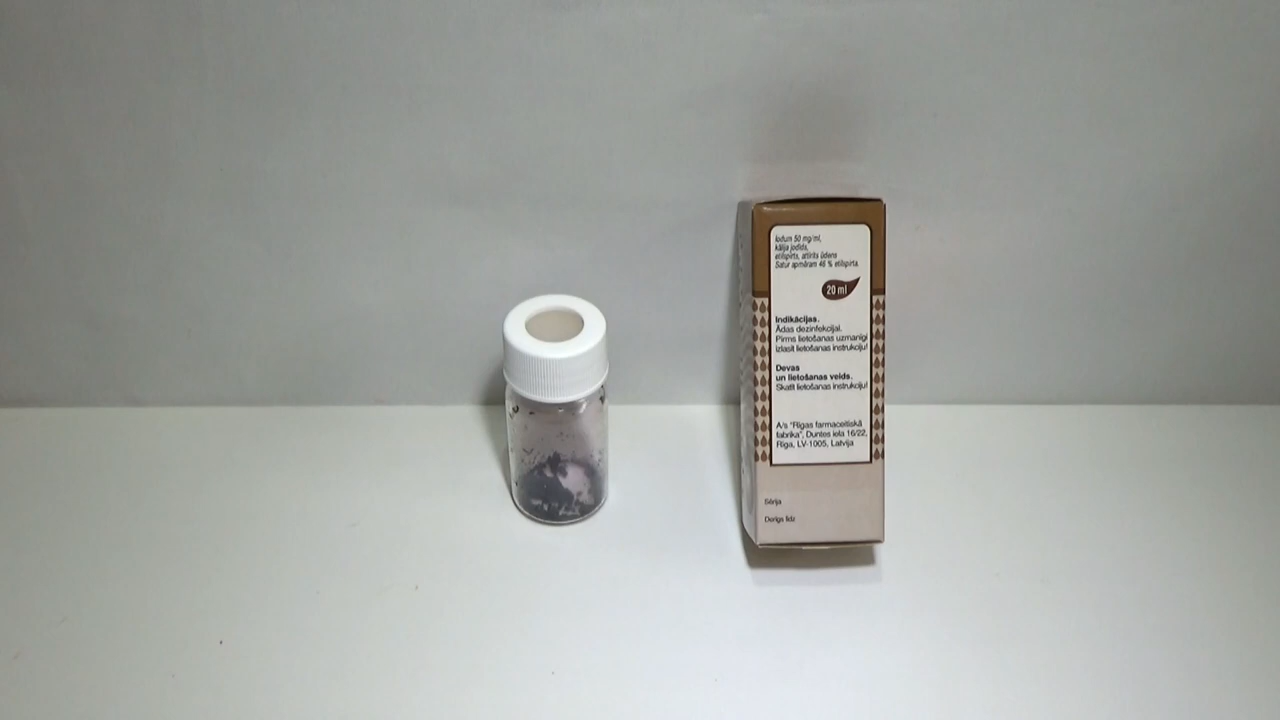 Iodum 50 mg/ml,
kālija jodīds,
etilspirts, attīrīts ūdens
Satur apmēram 46 % etilspirta.
20 ml
Indikācijas.
Ādas dezinfekcijai.
Pirms lietošanas uzmanīgi
izlasīt lietošanas instrukciju!
Devas
un lietošanas veids.
Skatīt lietošanas instrukciju!
A/s "Rīgas farmaceitiskā
fabrika", Duntes iela 16/22,
Rīga, LV-1005, Latvija
Sērija
Derīgs līdz